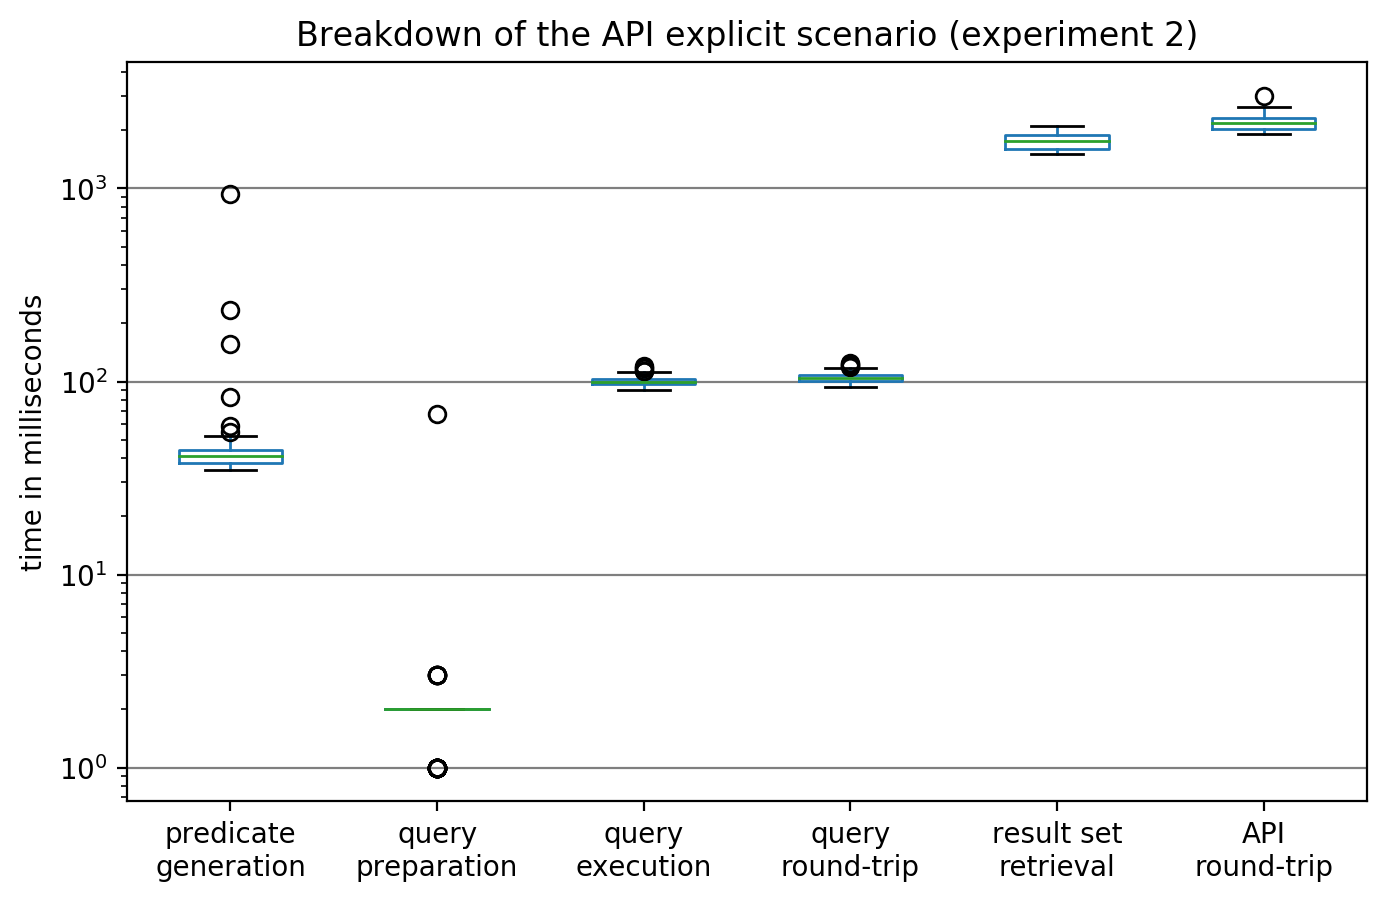 Breakdown of the API explicit scenario (experiment 2)
time in milliseconds
10³
10²
10¹
10⁰
predicate generation
query preparation
query execution
query round-trip
result set retrieval
API round-trip